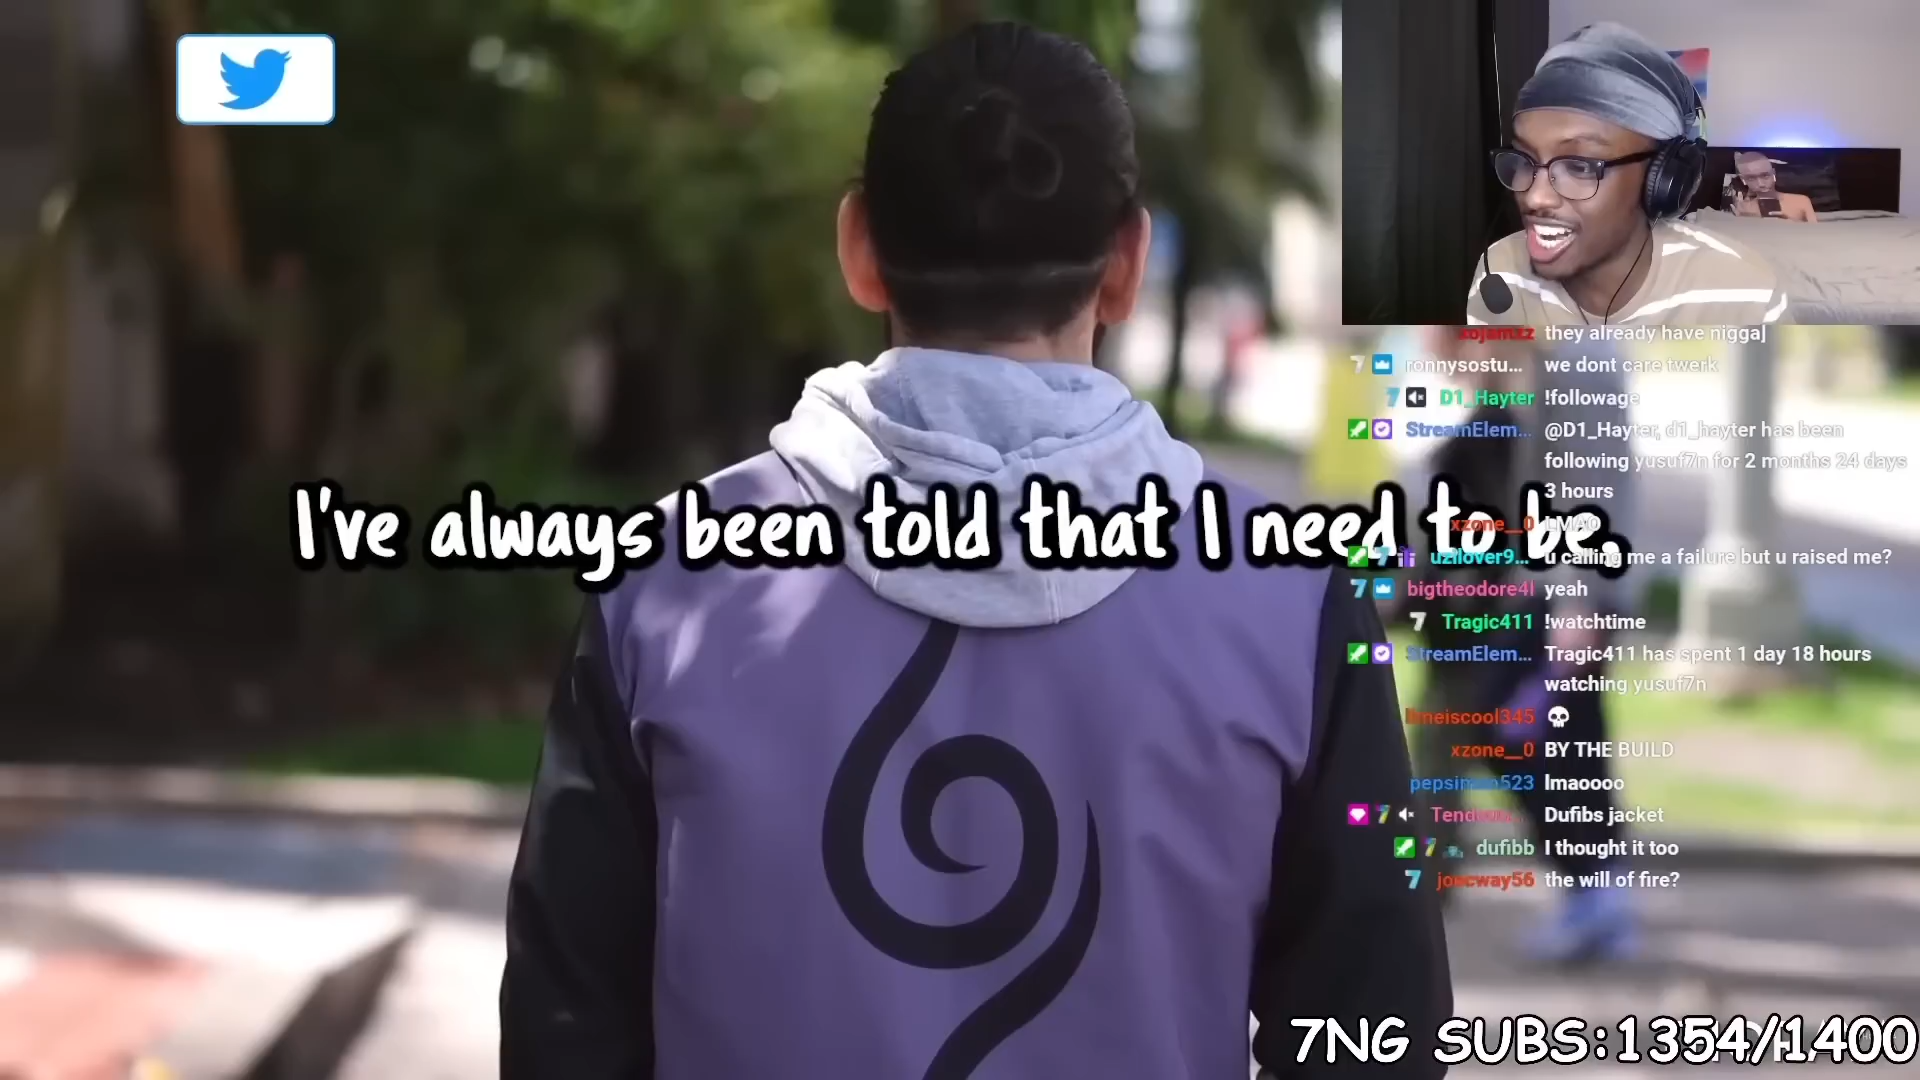 I've always been told that I need to be.
xojamzz they already have nigga]
ronnysostu... we dont care twerk
D1_Hayter !followage
StreamElem... @D1_Hayter, d1_hayter has been
following yusuf7n for 2 months 24 days
3 hours
xzone__0 LMAO
uzilover9... u calling me a failure but u raised me?
bigtheodore4l yeah
Tragic411 !watchtime
StreamElem... Tragic411 has spent 1 day 18 hours
watching yusuf7n
xzone__0 BY THE BUILD
lmaoooo
Dufibs jacket
dufibb I thought it too
the will of fire?
7NG SUBS:1354/1400